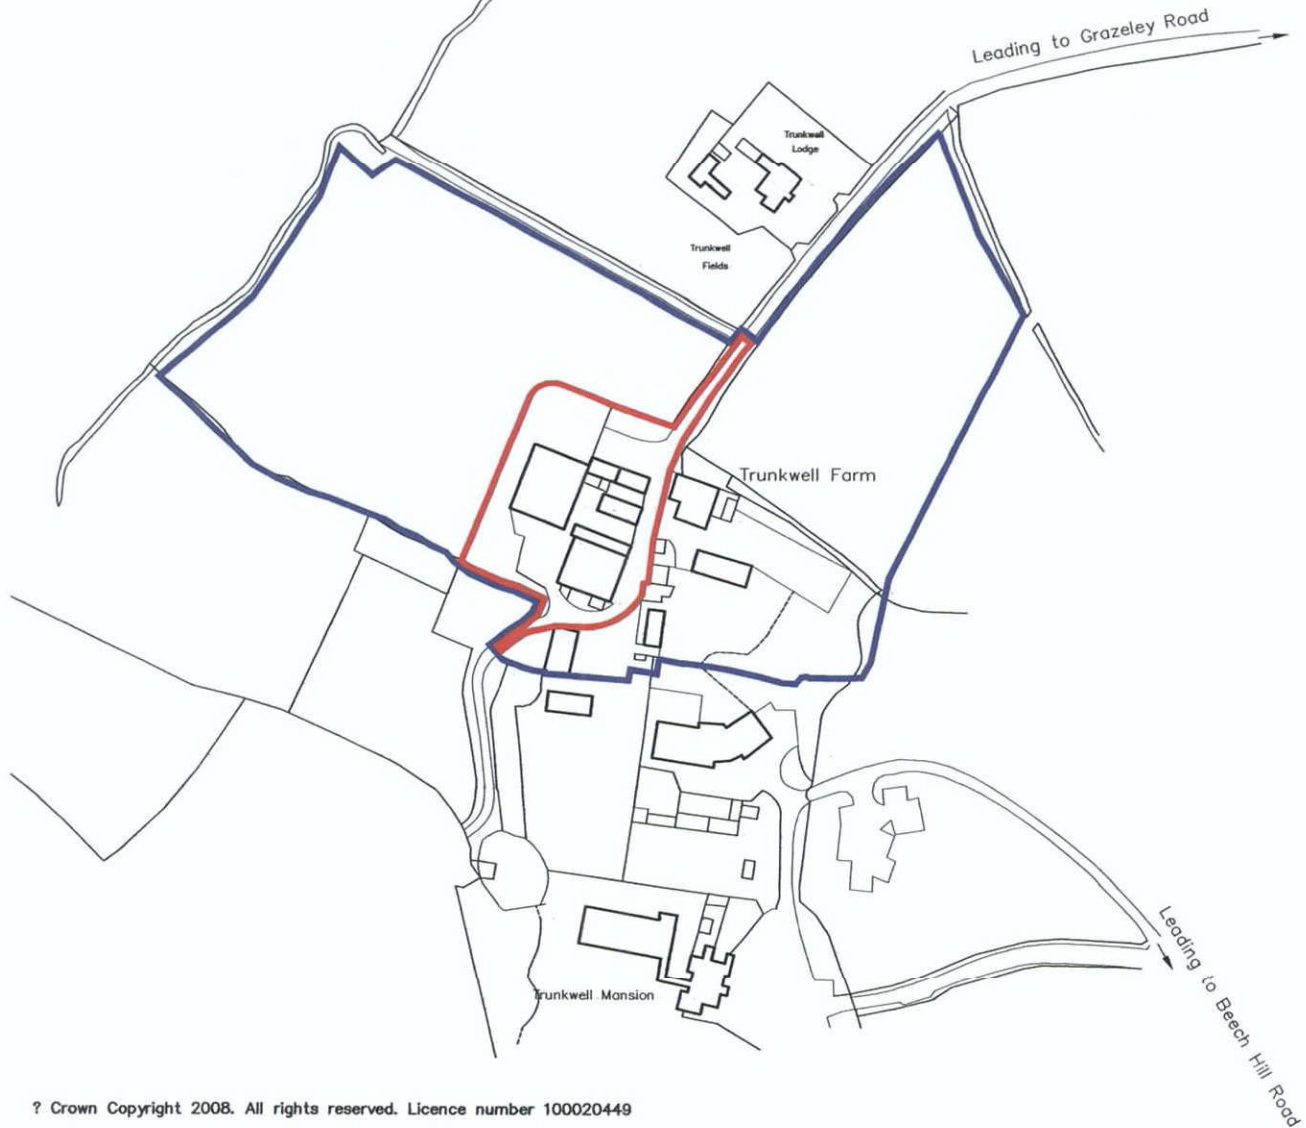 Leading to Grazeley Road
Trunkwell
Lodge
Trunkwell
Fields
Trunkwell Farm
Trunkwell Mansion
Leading to Beech Hill Road
? Crown Copyright 2008. All rights reserved. Licence number 100020449